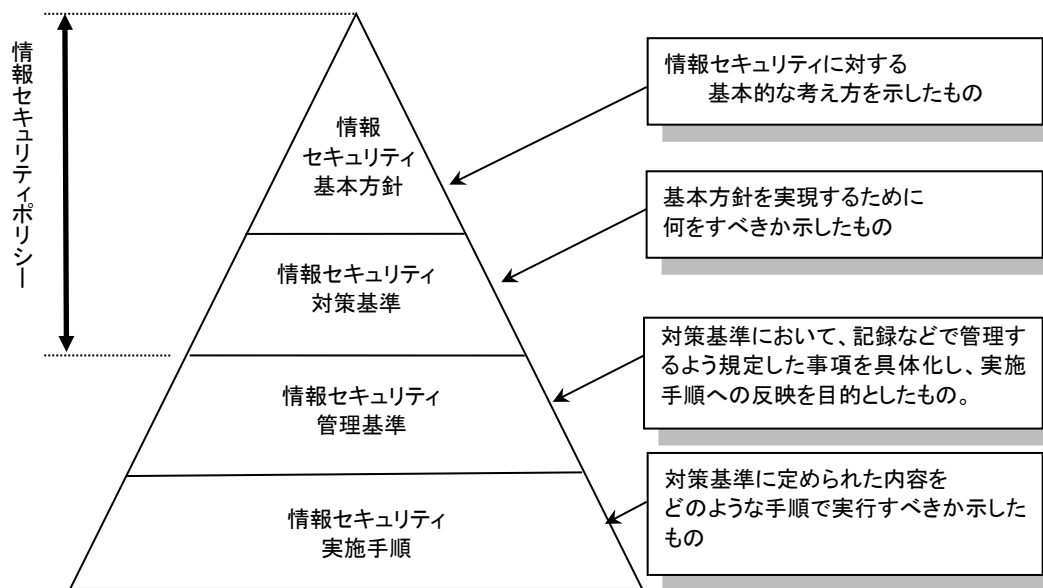 情報セキュリティポリシー
情報
セキュリティ
基本方針
情報セキュリティに対する
基本的な考え方を示したもの
情報セキュリティ
対策基準
基本方針を実現するために
何をすべきか示したもの
情報セキュリティ
管理基準
対策基準において、記録などで管理す
るよう規定した事項を具体化し、実施
手順への反映を目的としたもの。
情報セキュリティ
実施手順
対策基準に定められた内容を
どのような手順で実行すべきか示した
もの